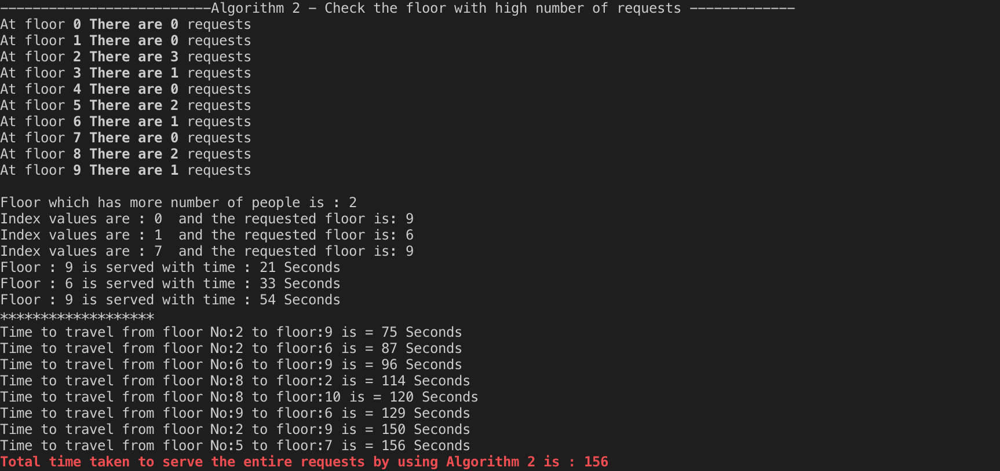 --------------------------Algorithm 2 - Check the floor with high number of requests -------------
At floor 0 There are 0 requests
At floor 1 There are 0 requests
At floor 2 There are 3 requests
At floor 3 There are 1 requests
At floor 4 There are 0 requests
At floor 5 There are 2 requests
At floor 6 There are 1 requests
At floor 7 There are 0 requests
At floor 8 There are 2 requests
At floor 9 There are 1 requests
Floor which has more number of people is : 2
Index values are : 0  and the requested floor is: 9
Index values are : 1  and the requested floor is: 6
Index values are : 7  and the requested floor is: 9
Floor : 9 is served with time : 21 Seconds
Floor : 6 is served with time : 33 Seconds
Floor : 9 is served with time : 54 Seconds
*******************
Time to travel from floor No:2 to floor:9 is = 75 Seconds
Time to travel from floor No:2 to floor:6 is = 87 Seconds
Time to travel from floor No:6 to floor:9 is = 96 Seconds
Time to travel from floor No:8 to floor:2 is = 114 Seconds
Time to travel from floor No:8 to floor:10 is = 120 Seconds
Time to travel from floor No:9 to floor:6 is = 129 Seconds
Time to travel from floor No:2 to floor:9 is = 150 Seconds
Time to travel from floor No:5 to floor:7 is = 156 Seconds
Total time taken to serve the entire requests by using Algorithm 2 is : 156